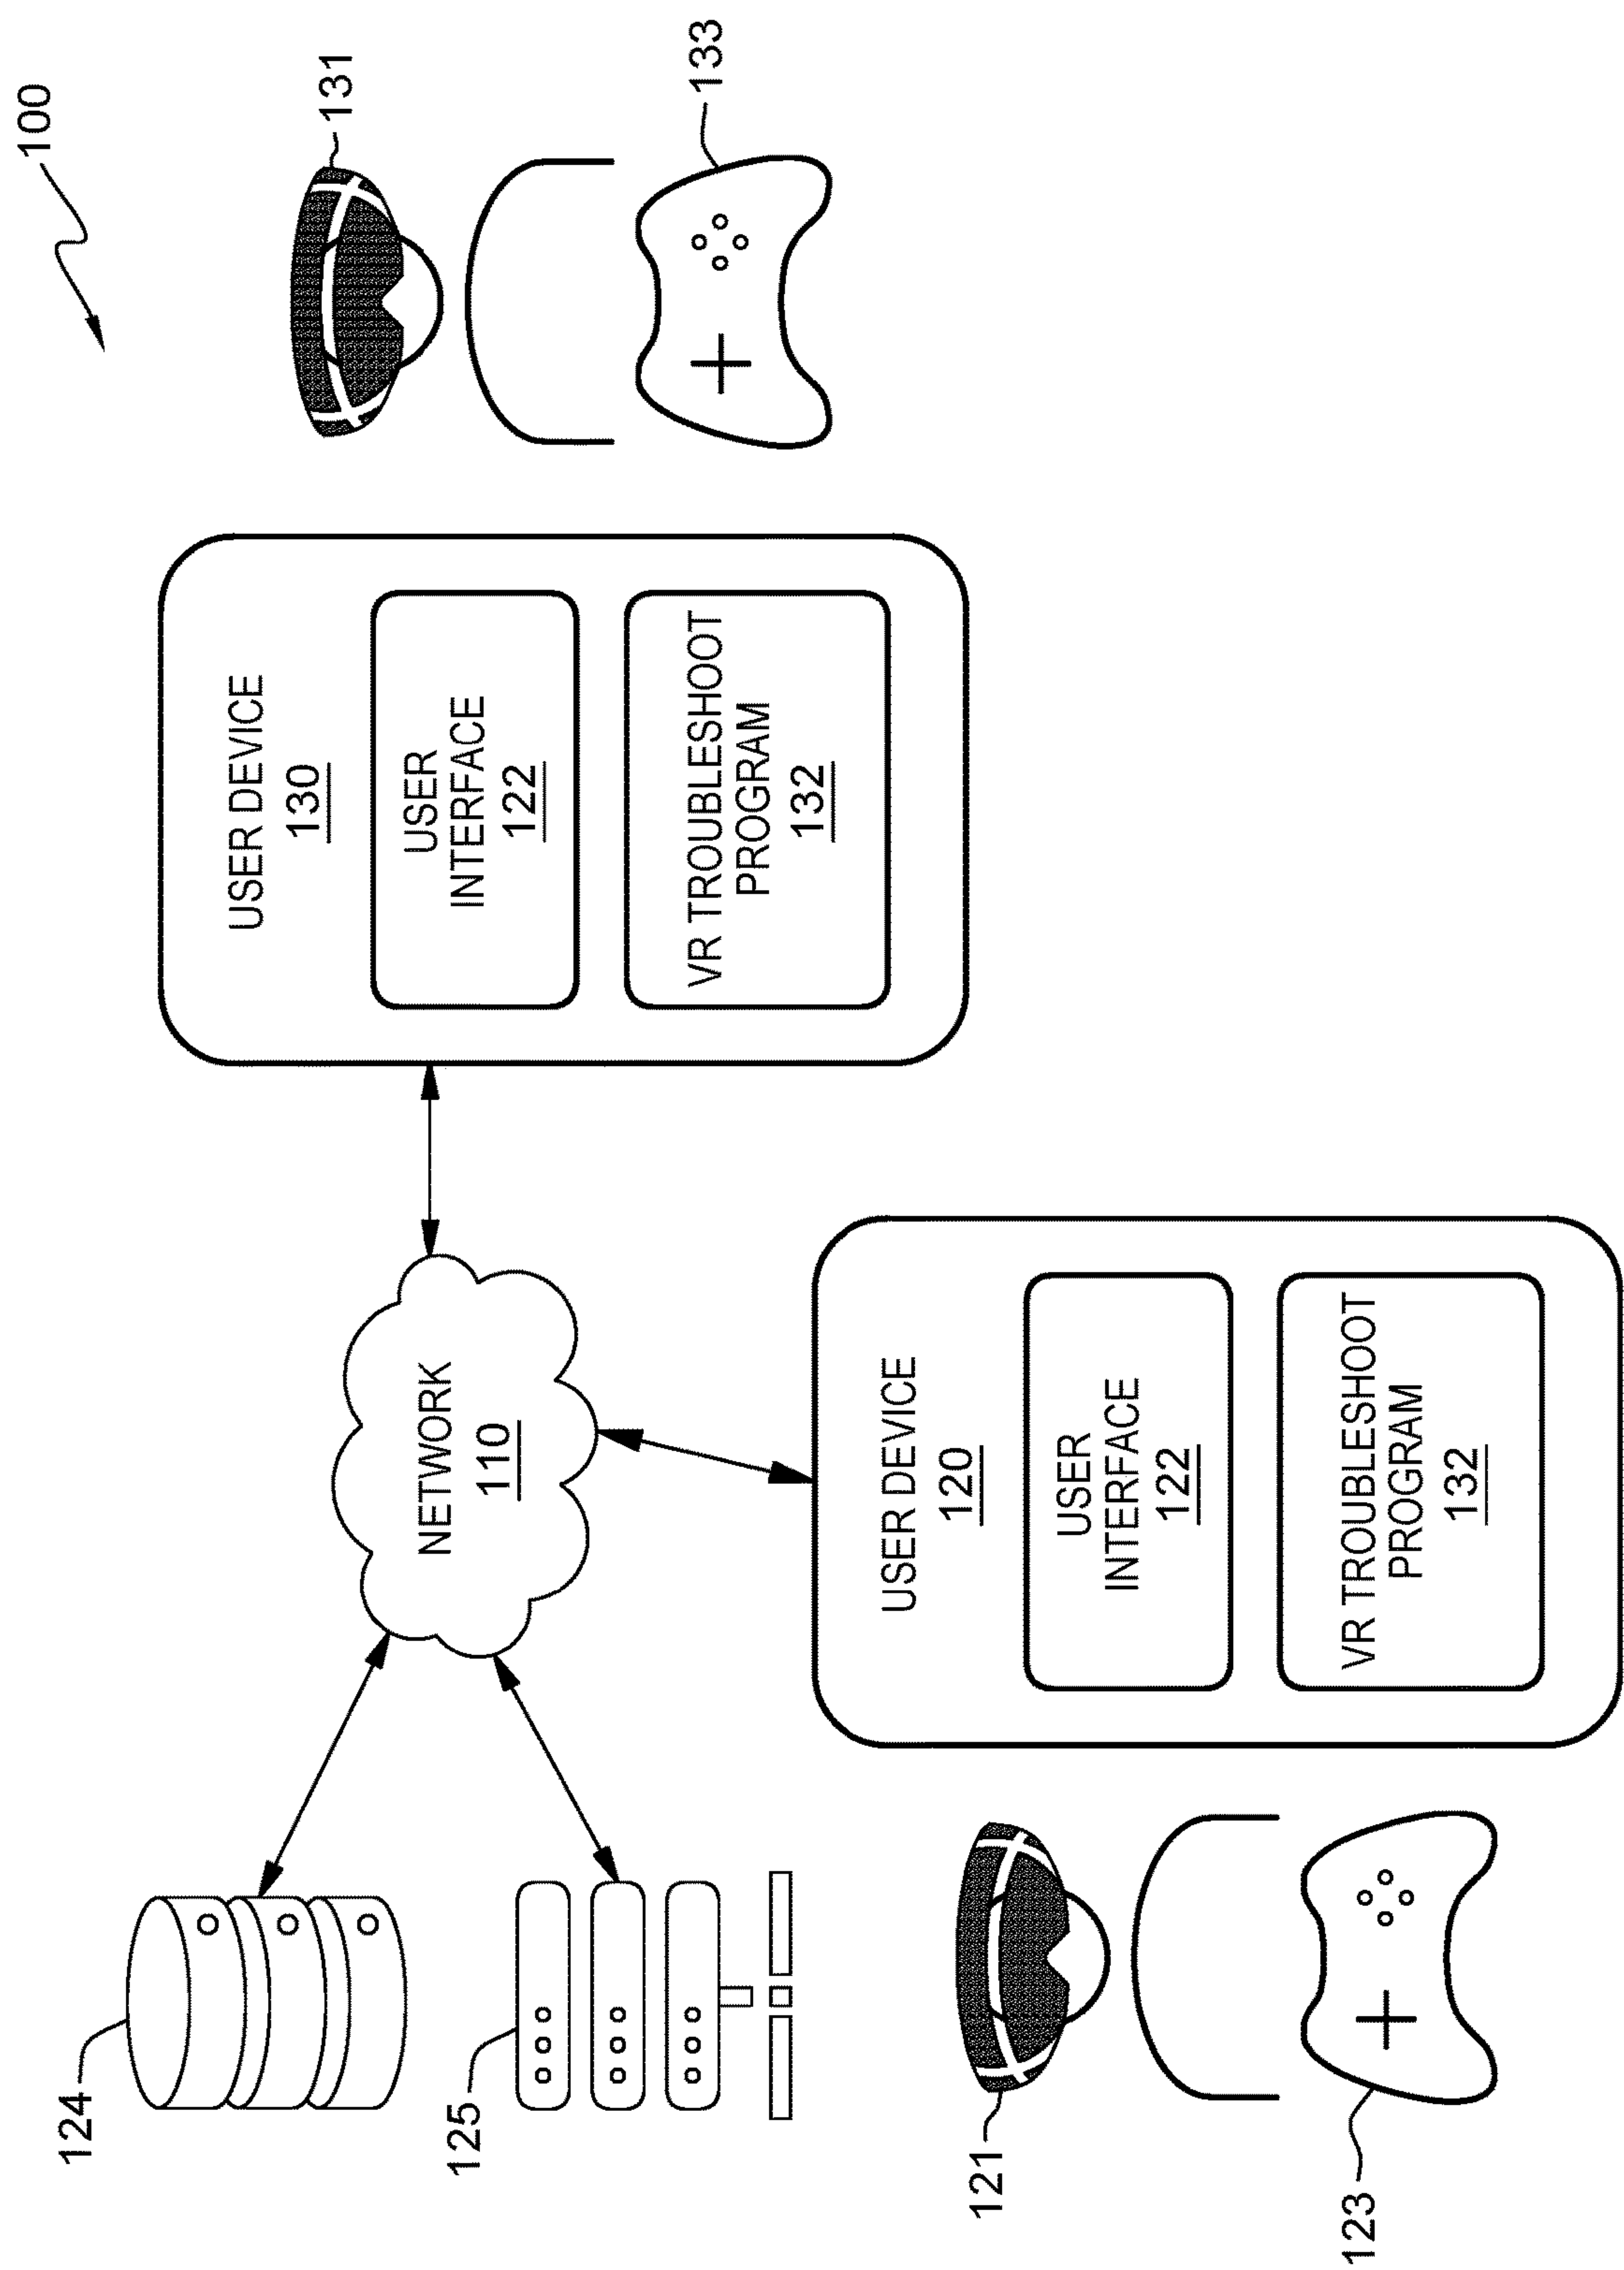 100
124
125
NETWORK
110
USER DEVICE
130
USER
INTERFACE
122
VR TROUBLESHOOT
PROGRAM
132
131
133
121
123
USER DEVICE
120
USER
INTERFACE
122
VR TROUBLESHOOT
PROGRAM
132